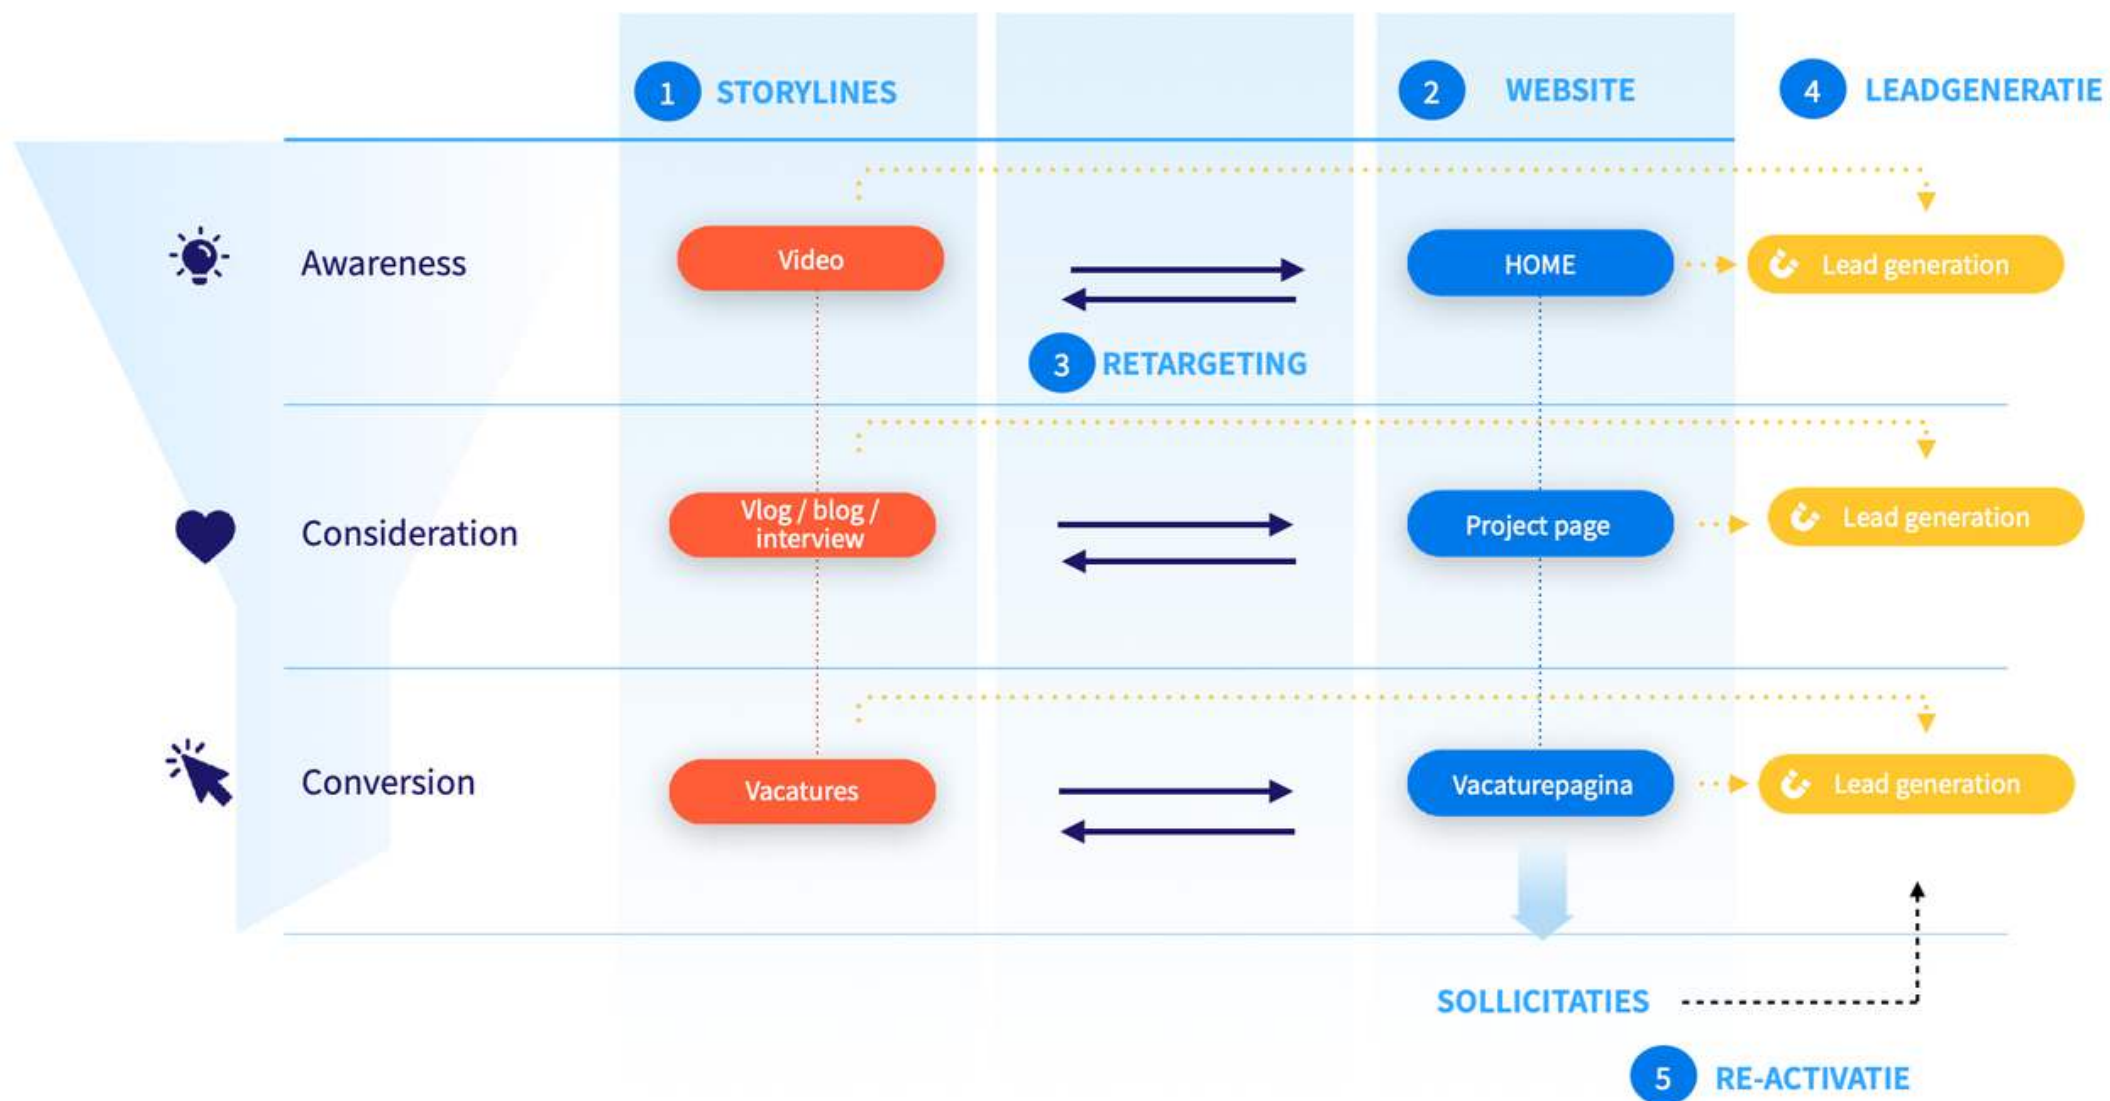 1 STORYLINES
2 WEBSITE
4 LEADGENERATIE
Awareness
Video
HOME
Lead generation
3 RETARGETING
Consideration
Vlog / blog /
interview
Project page
Lead generation
Conversion
Vacatures
Vacaturepagina
Lead generation
SOLLICITATIES
5 RE-ACTIVATIE